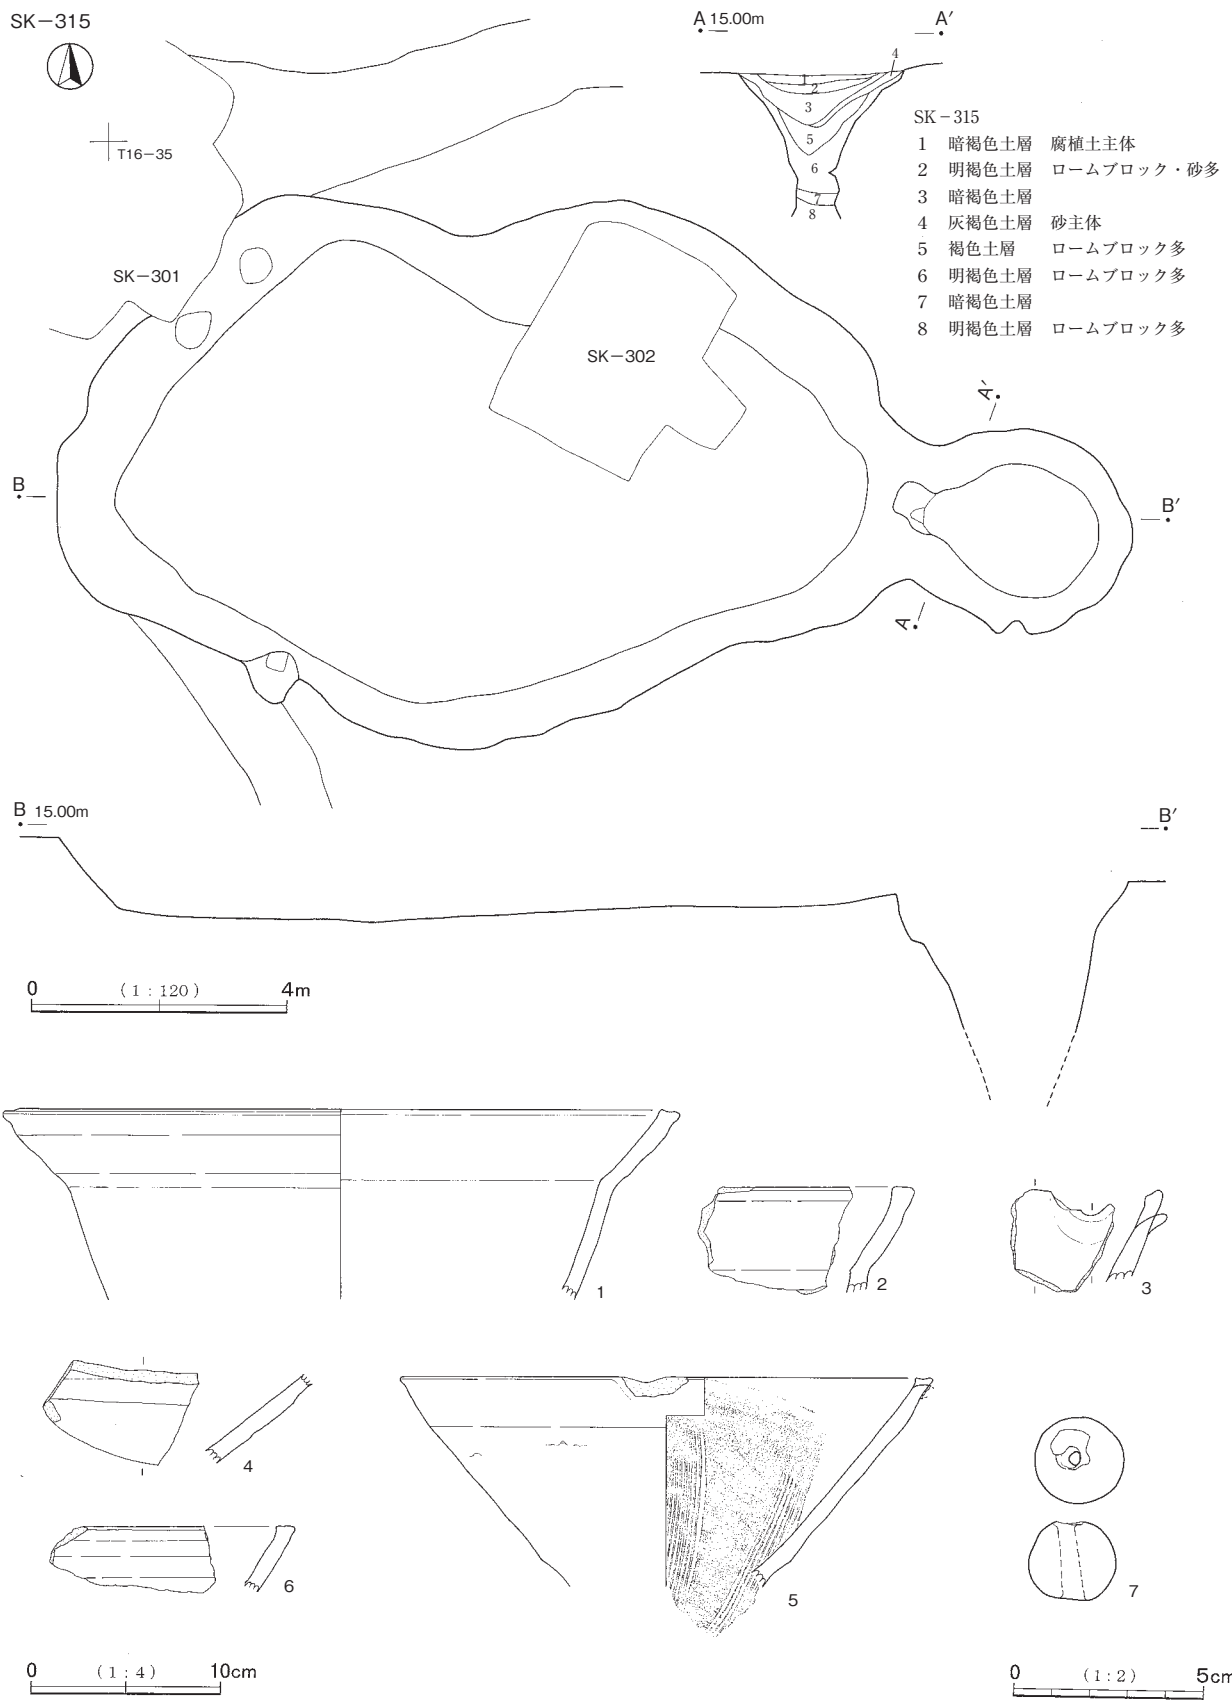 SK-315
T16-35
SK-301
SK-302
A 15.00m
A′
1
2
3
4
5
6
7
8
SK-315
1 暗褐色土層 腐植土主体
2 明褐色土層 ロームブロック・砂多
3 暗褐色土層
4 灰褐色土層 砂主体
5 褐色土層 ロームブロック多
6 明褐色土層 ロームブロック多
7 暗褐色土層
8 明褐色土層 ロームブロック多
A′
B
B′
A
B 15.00m
B′
0 (1:120) 4m
1
2
3
4
5
6
7
0 (1:4) 10cm
0 (1:2) 5cm